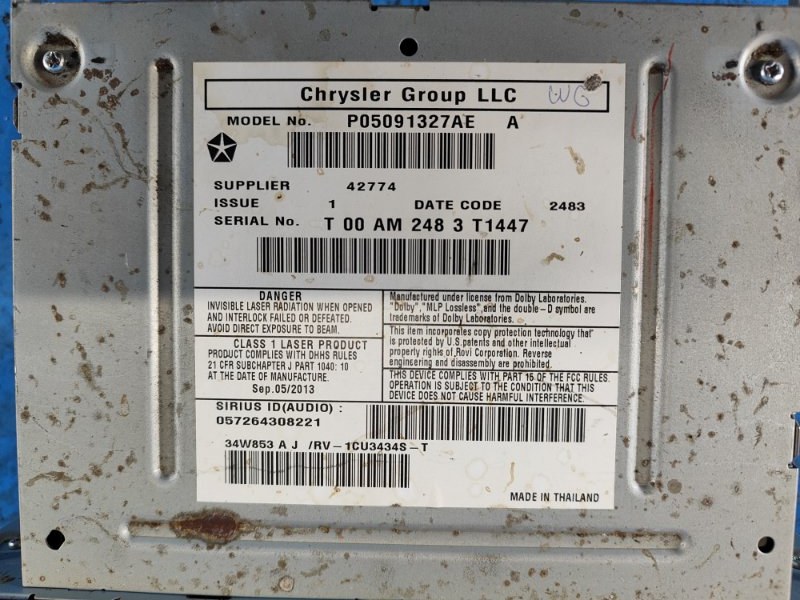 Chrysler Group LLC WG
MODEL No. P05091327AE A
SUPPLIER 42774
ISSUE 1 DATE CODE 2483
SERIAL No. T 00 AM 248 3 T1447
DANGER
INVISIBLE LASER RADIATION WHEN OPENED
AND INTERLOCK FAILED OR DEFEATED.
AVOID DIRECT EXPOSURE TO BEAM.
CLASS 1 LASER PRODUCT
PRODUCT COMPLIES WITH DHHS RULES
21 CFR SUBCHAPTER J PART 1040: 10
AT THE DATE OF MANUFACTURE.
Sep.05/2013
Manufactured under license from Dolby Laboratories.
"Dolby", "MLP Lossless", and the double-D symbol are
trademarks of Dolby Laboratories.
This item incorporates copy protection technology that
is protected by U.S. patents and other intellectual
property rights of Rovi Corporation. Reverse
engineering and disassembly are prohibited.
THIS DEVICE COMPLIES WITH PART 15 OF THE FCC RULES.
OPERATION IS SUBJECT TO THE CONDITION THAT THIS
DEVICE DOES NOT CAUSE HARMFUL INTERFERENCE.
SIRIUS ID(AUDIO) :
057264308221
34W853 A J /RV-1CU3434S-T
MADE IN THAILAND